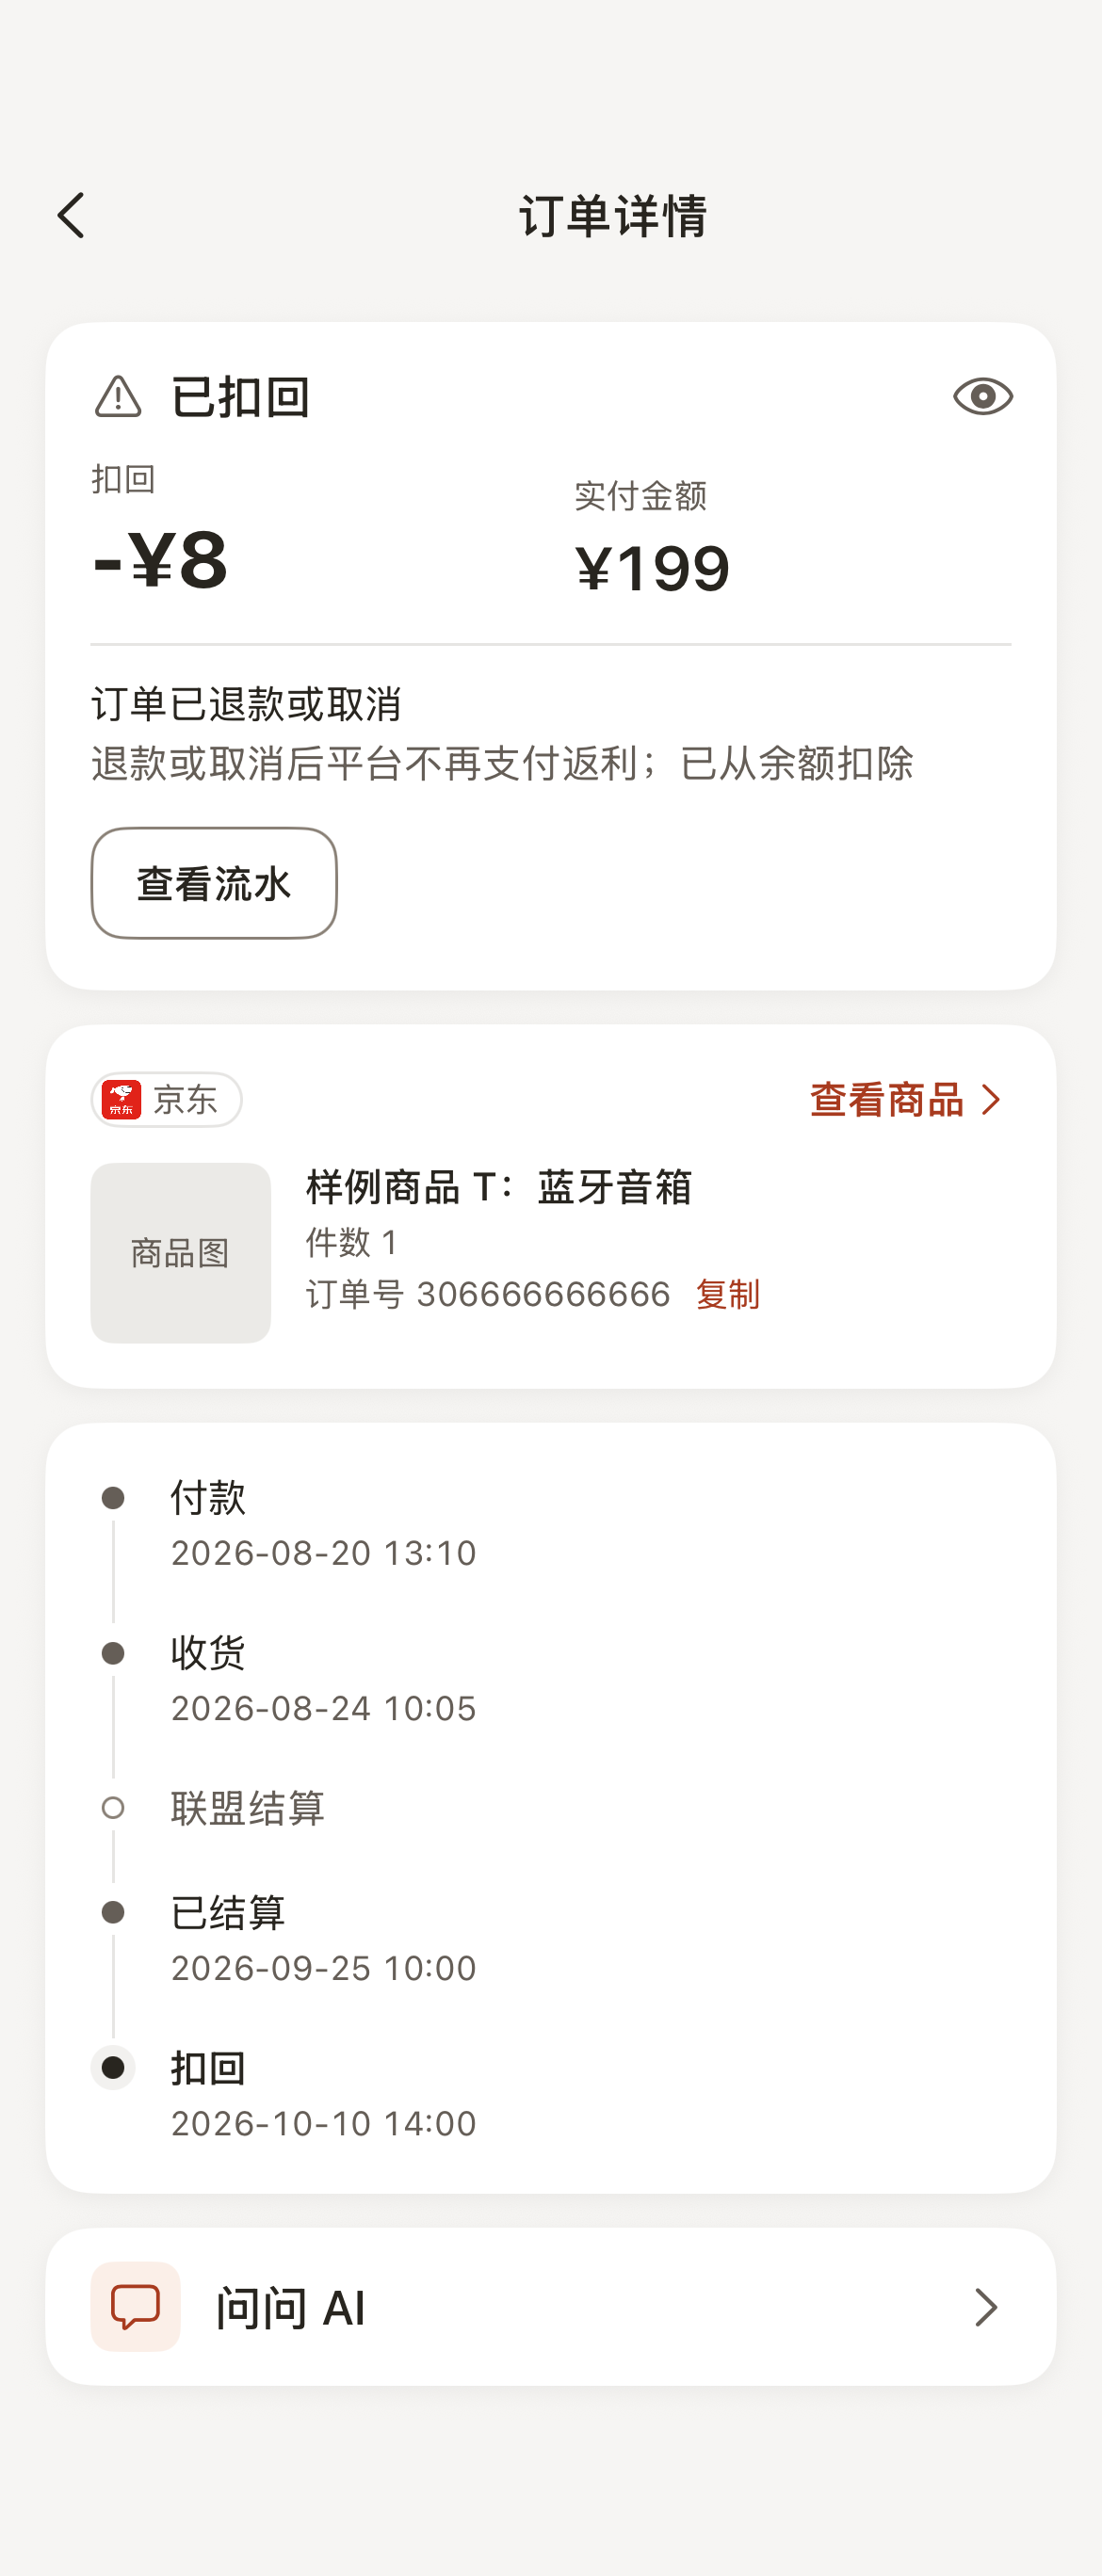 订单详情
已扣回
扣回
-¥8
实付金额
¥199
订单已退款或取消
退款或取消后平台不再支付返利；已从余额扣除
查看流水
京东 京东
查看商品
商品图
样例商品 T：蓝牙音箱
件数 1
订单号 306666666666 复制
付款
2026-08-20 13:10
收货
2026-08-24 10:05
联盟结算
已结算
2026-09-25 10:00
扣回
2026-10-10 14:00
问问 AI